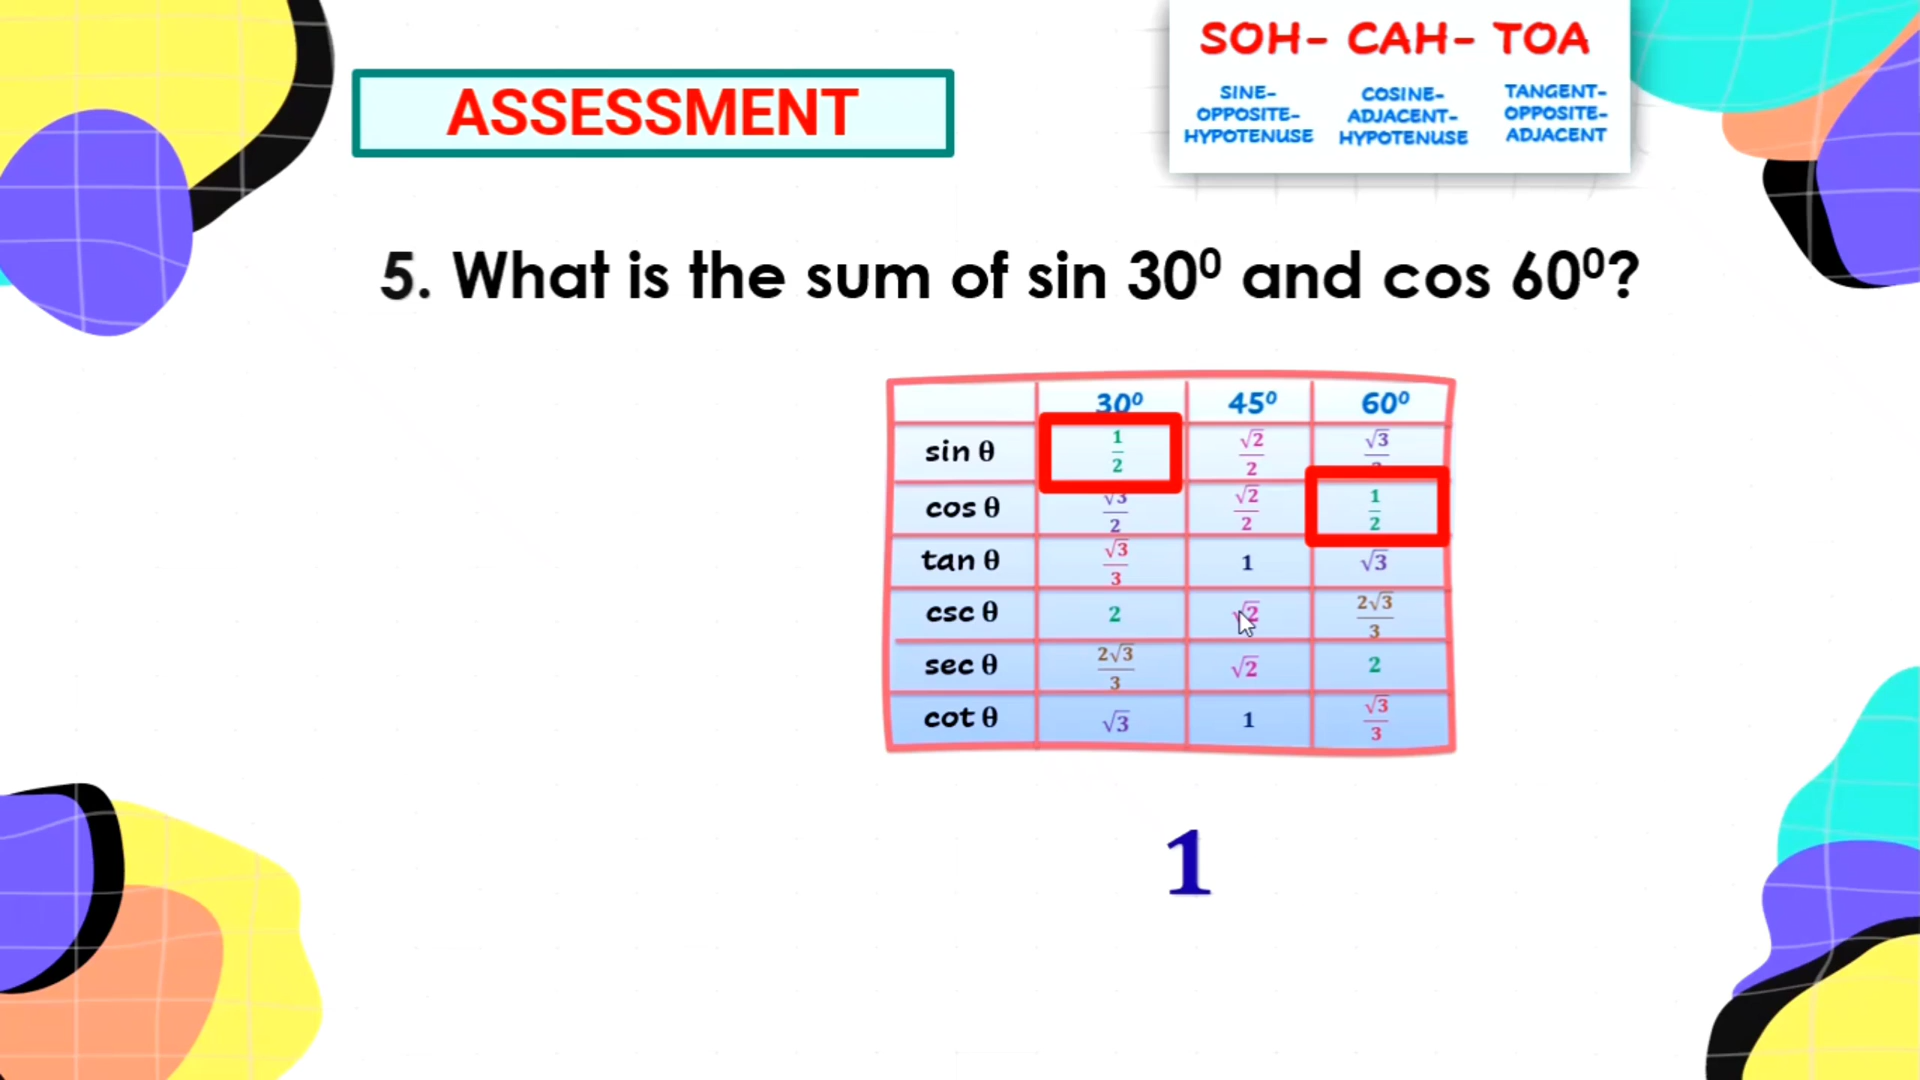 SOH- CAH- TOA
SINE- OPPOSITE- HYPOTENUSE
COSINE- ADJACENT- HYPOTENUSE
TANGENT- OPPOSITE- ADJACENT
ASSESSMENT
5. What is the sum of sin 30⁰ and cos 60⁰?
30⁰ 45⁰ 60⁰
sin θ 1/2 √2/2 √3/2
cos θ √3/2 √2/2 1/2
tan θ √3/3 1 √3
csc θ 2 √2 2√3/3
sec θ 2√3/3 √2 2
cot θ √3 1 √3/3
1